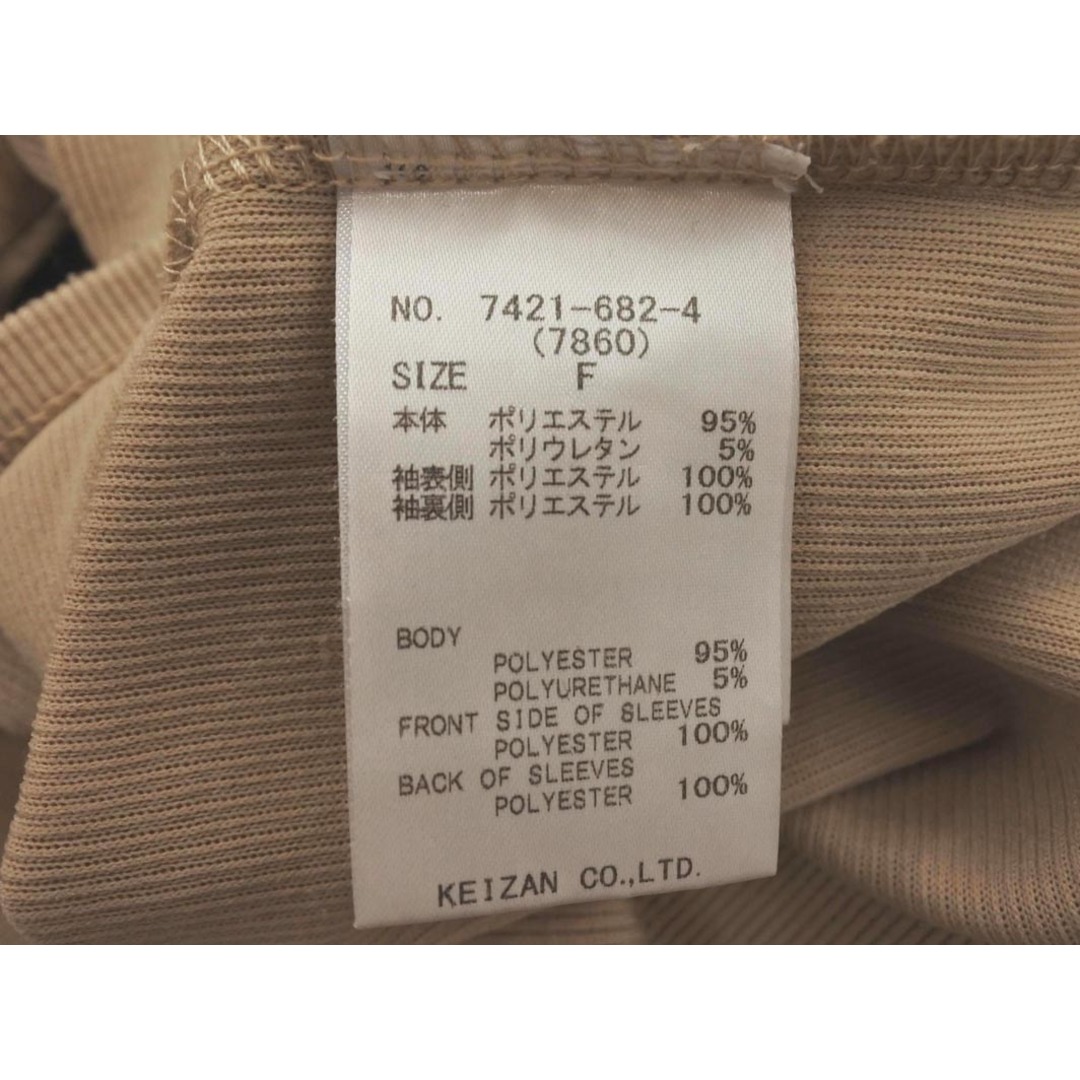 NO. 7421-682-4
(7860)
SIZE F
本体 ポリエステル 95%
ポリウレタン 5%
袖表側 ポリエステル 100%
袖裏側 ポリエステル 100%
BODY
POLYESTER 95%
POLYURETHANE 5%
FRONT SIDE OF SLEEVES
POLYESTER 100%
BACK OF SLEEVES
POLYESTER 100%
KEIZAN CO.,LTD.